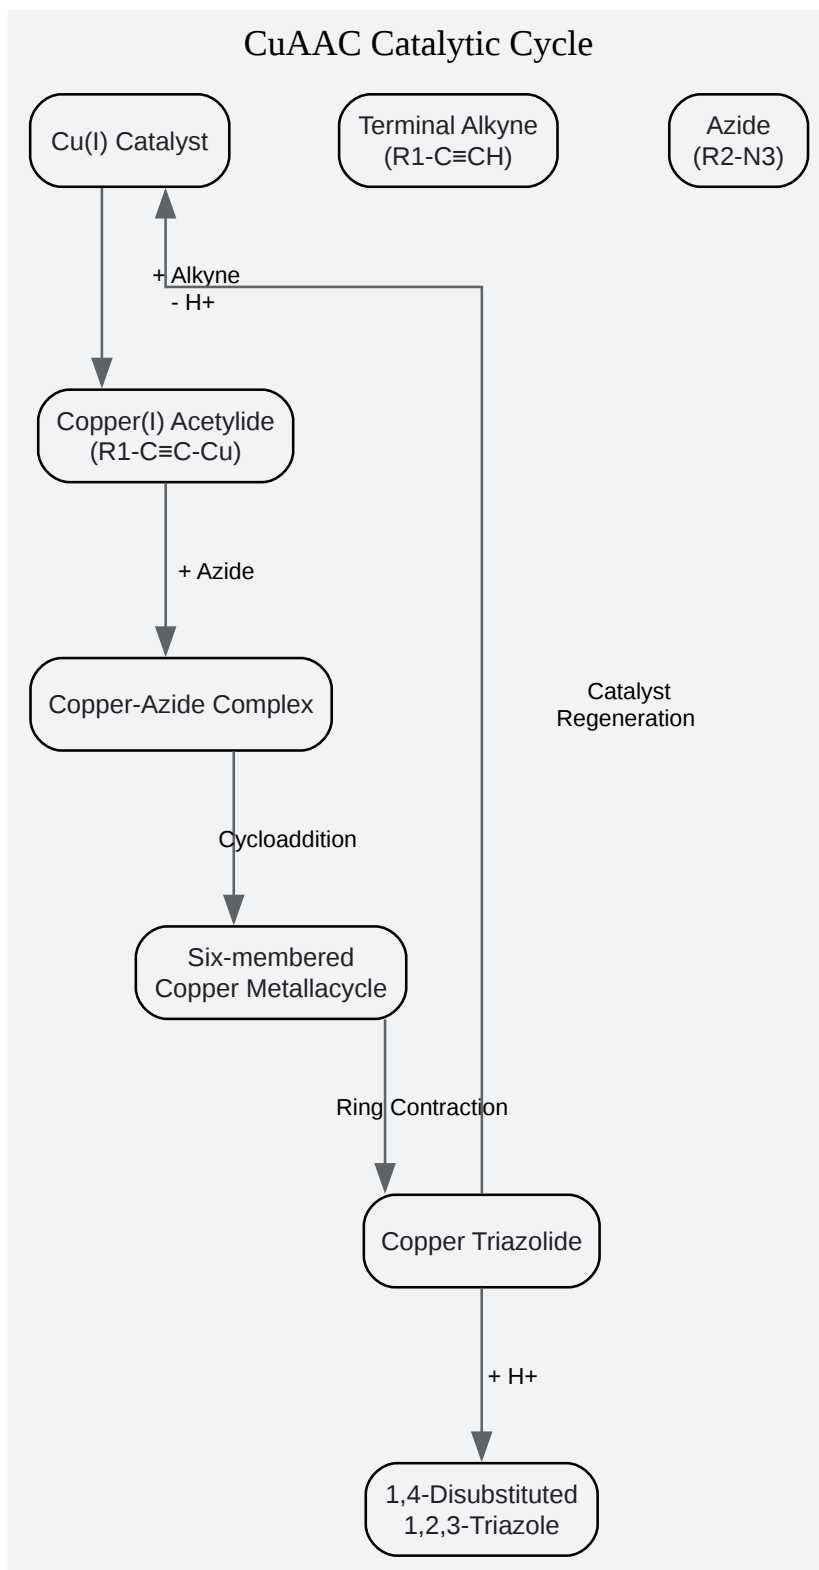 CuAAC Catalytic Cycle
Cu(I) Catalyst
Terminal Alkyne
(R1-C≡CH)
Azide
(R2-N3)
+ Alkyne
- H+
Copper(I) Acetylide
(R1-C≡C-Cu)
+ Azide
Copper-Azide Complex
Catalyst
Regeneration
Cycloaddition
Six-membered
Copper Metallacycle
Ring Contraction
Copper Triazolide
+ H+
1,4-Disubstituted
1,2,3-Triazole